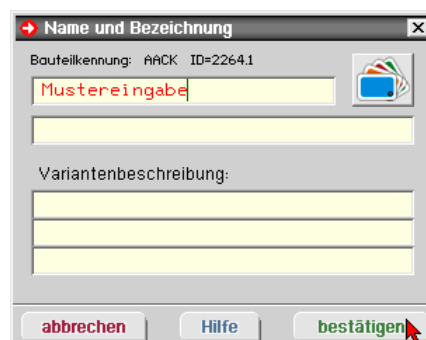 Name und Bezeichnung
Bauteilkennung: AACK ID=2264.1
Mustereingabe
Variantenbeschreibung:
abbrechen Hilfe bestätigen